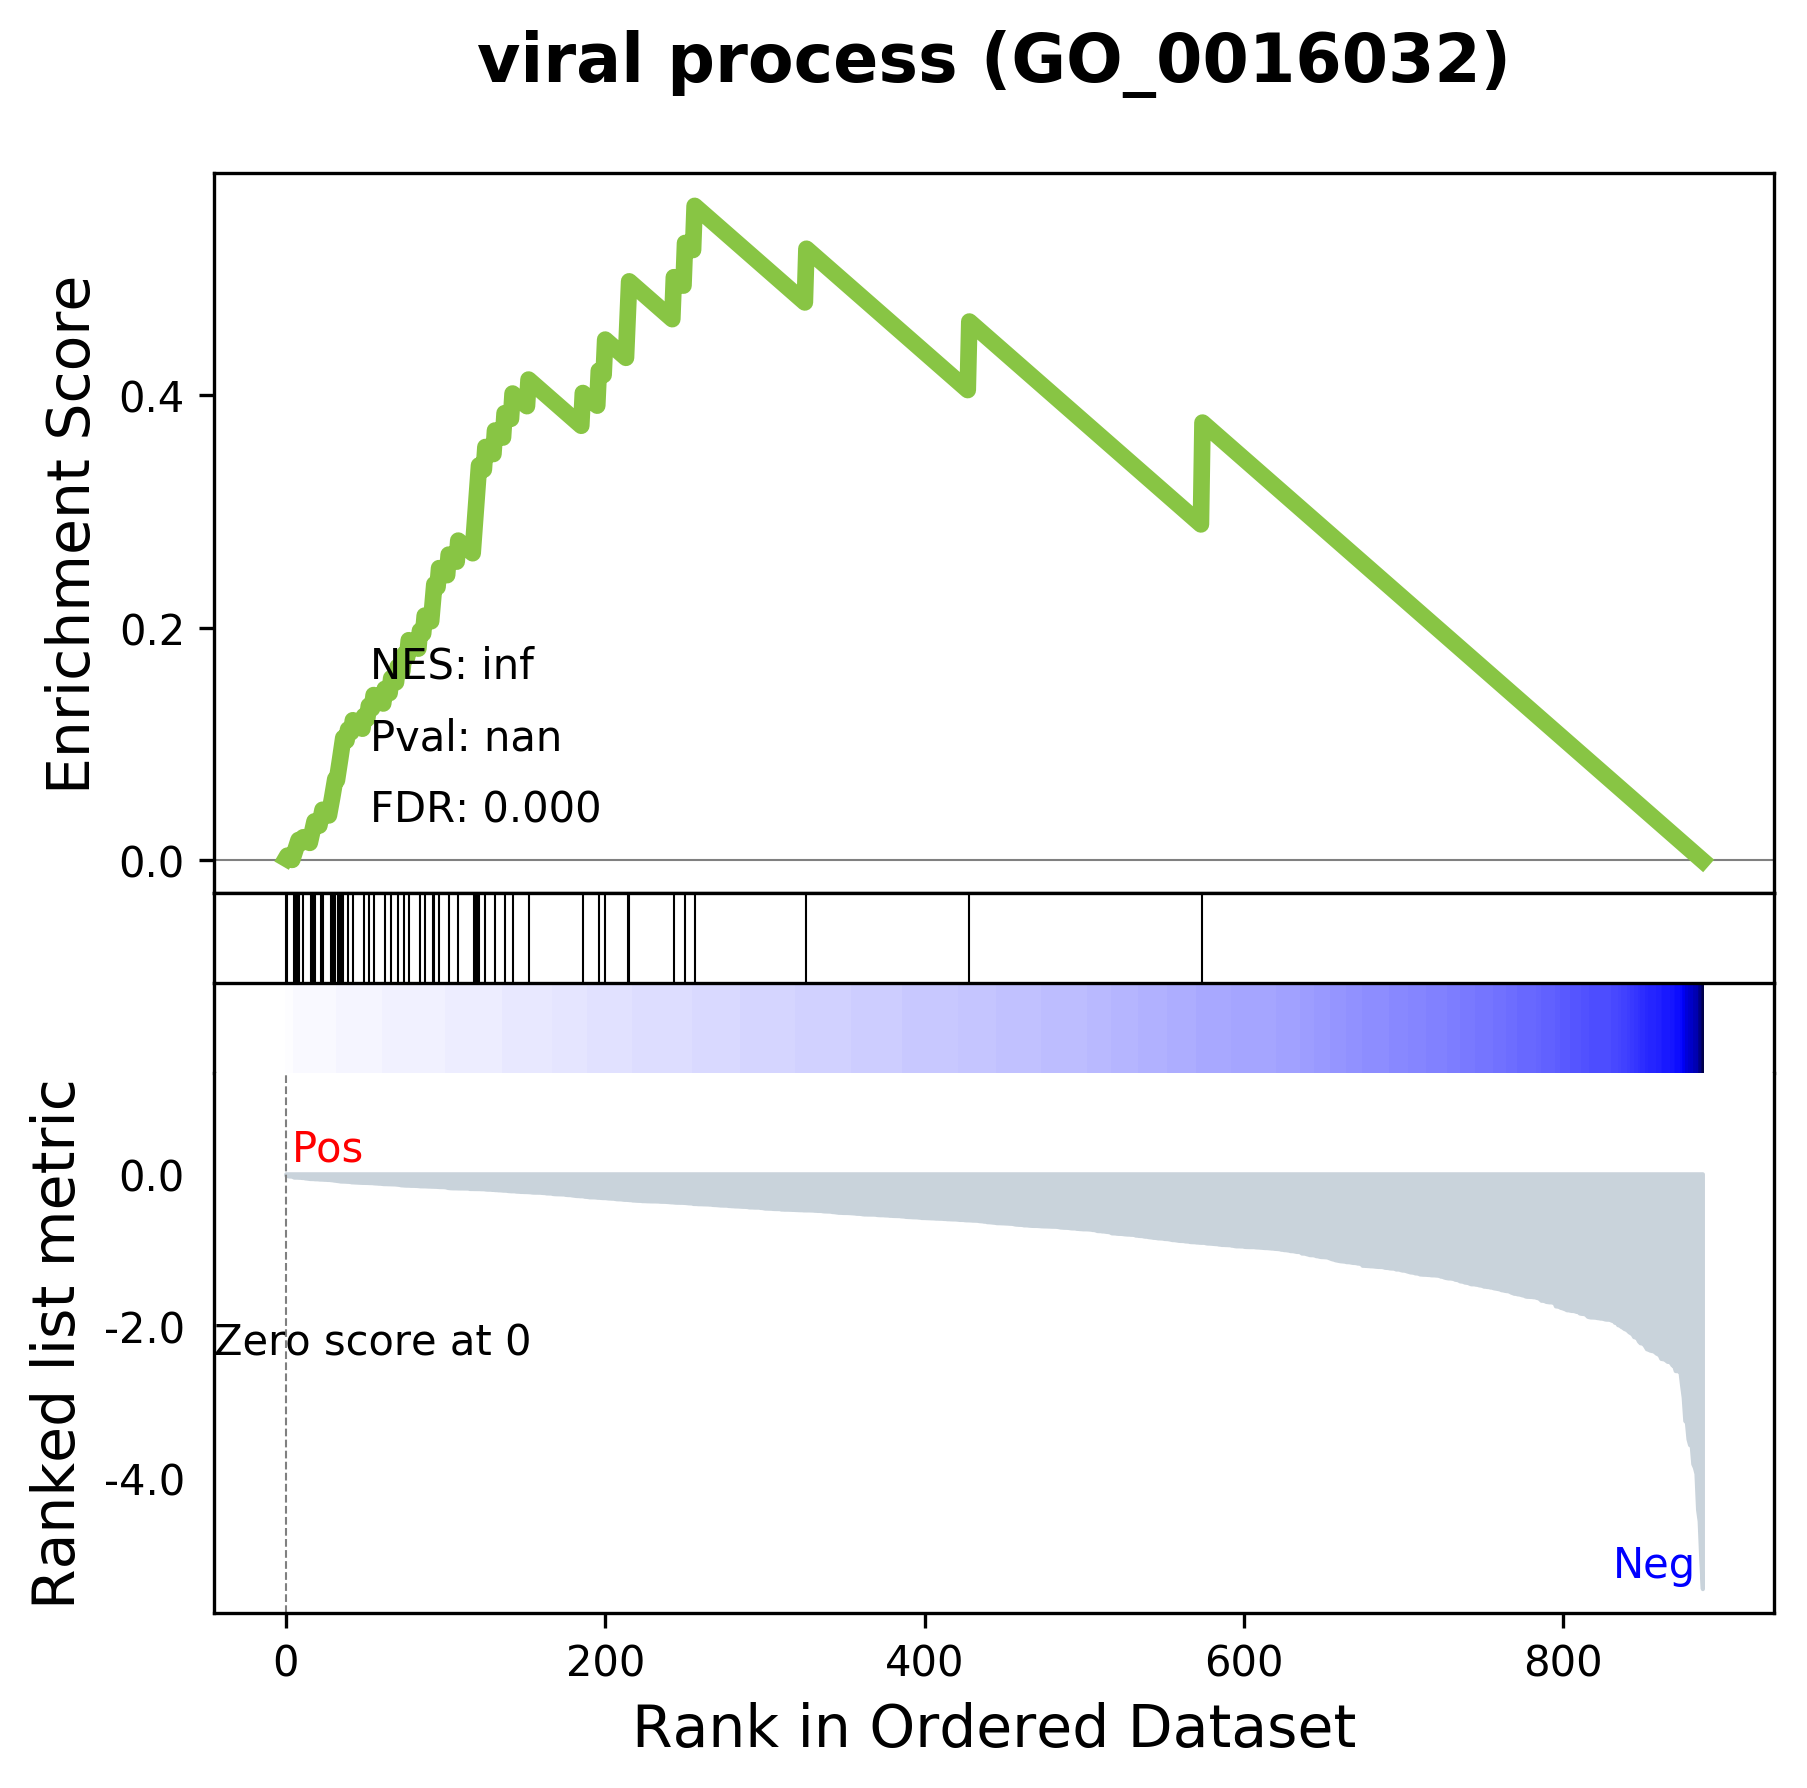 viral process (GO_0016032)
Enrichment Score
0.4
0.2
0.0
NES: inf
Pval: nan
FDR: 0.000
Ranked list metric
0.0
-2.0
-4.0
Pos
Zero score at 0
Neg
0 200 400 600 800
Rank in Ordered Dataset